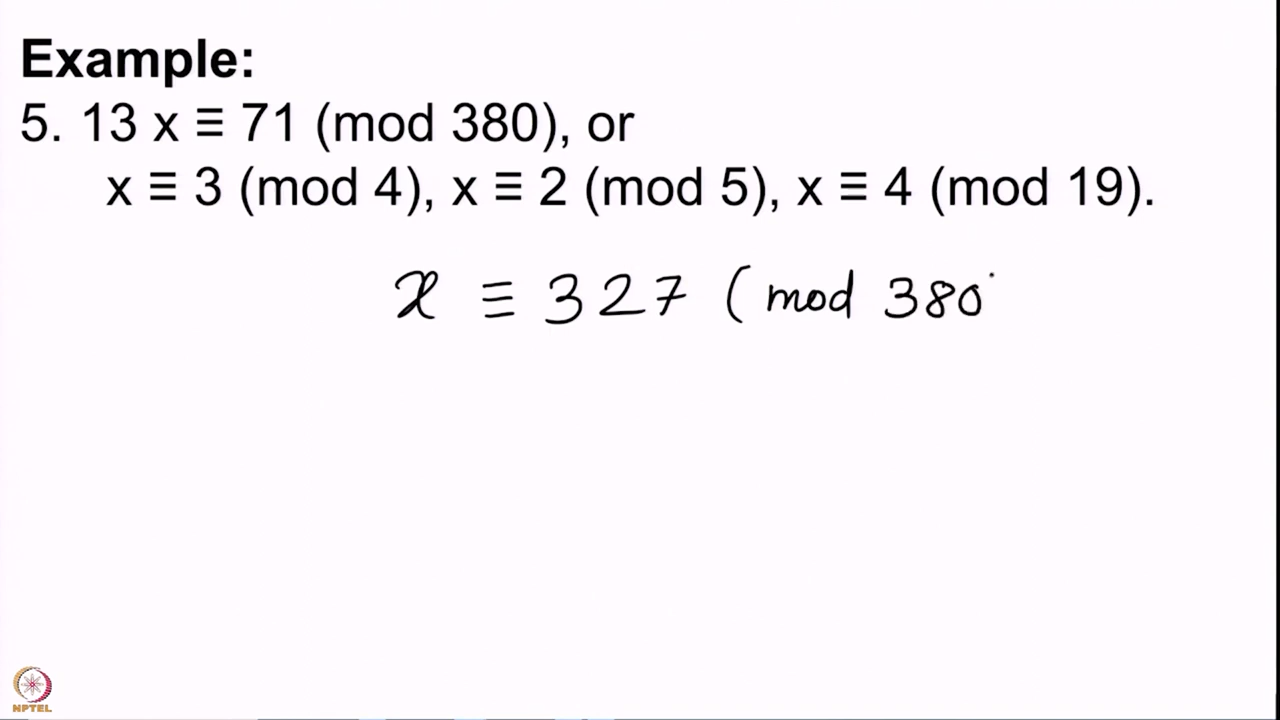 Example:
5. 13 x ≡ 71 (mod 380), or
x ≡ 3 (mod 4), x ≡ 2 (mod 5), x ≡ 4 (mod 19).
x ≡ 327 (mod 380
NPTEL